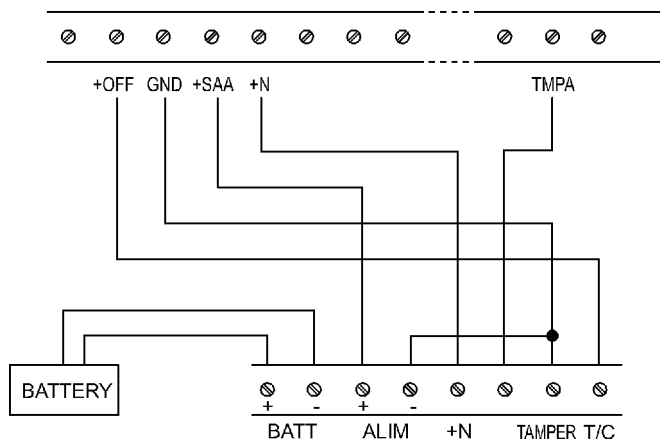 +OFF GND +SAA +N TMPA
BATTERY
+ - + -
BATT ALIM +N TAMPER T/C